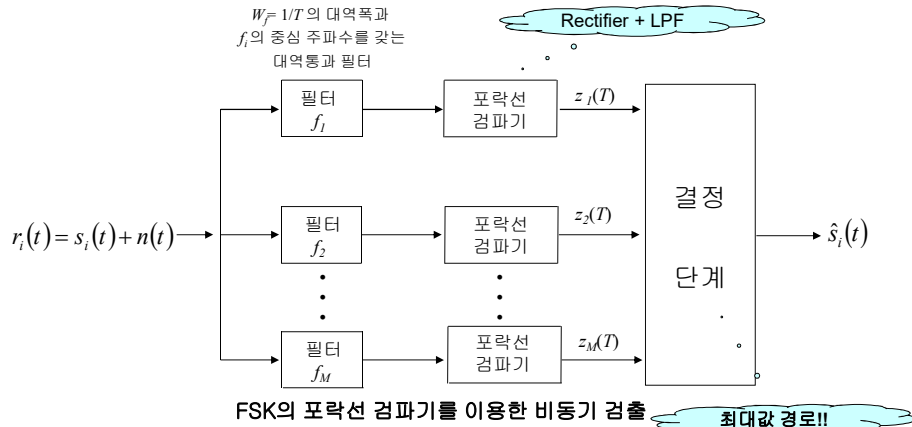 W_f= 1/T 의 대역폭과
f_i의 중심 주파수를 갖는
대역통과 필터
Rectifier + LPF
필터
f_1
포락선
검파기
z_1(T)
r_i(t) = s_i(t) + n(t)
필터
f_2
포락선
검파기
z_2(T)
결정
단계
ŝ_i(t)
필터
f_M
포락선
검파기
z_M(T)
FSK의 포락선 검파기를 이용한 비동기 검출
최대값 경로!!